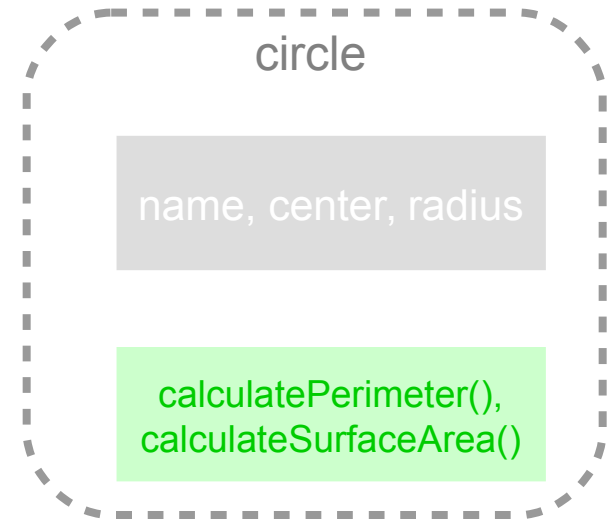 circle
name, center, radius
calculatePerimeter(),
calculateSurfaceArea()